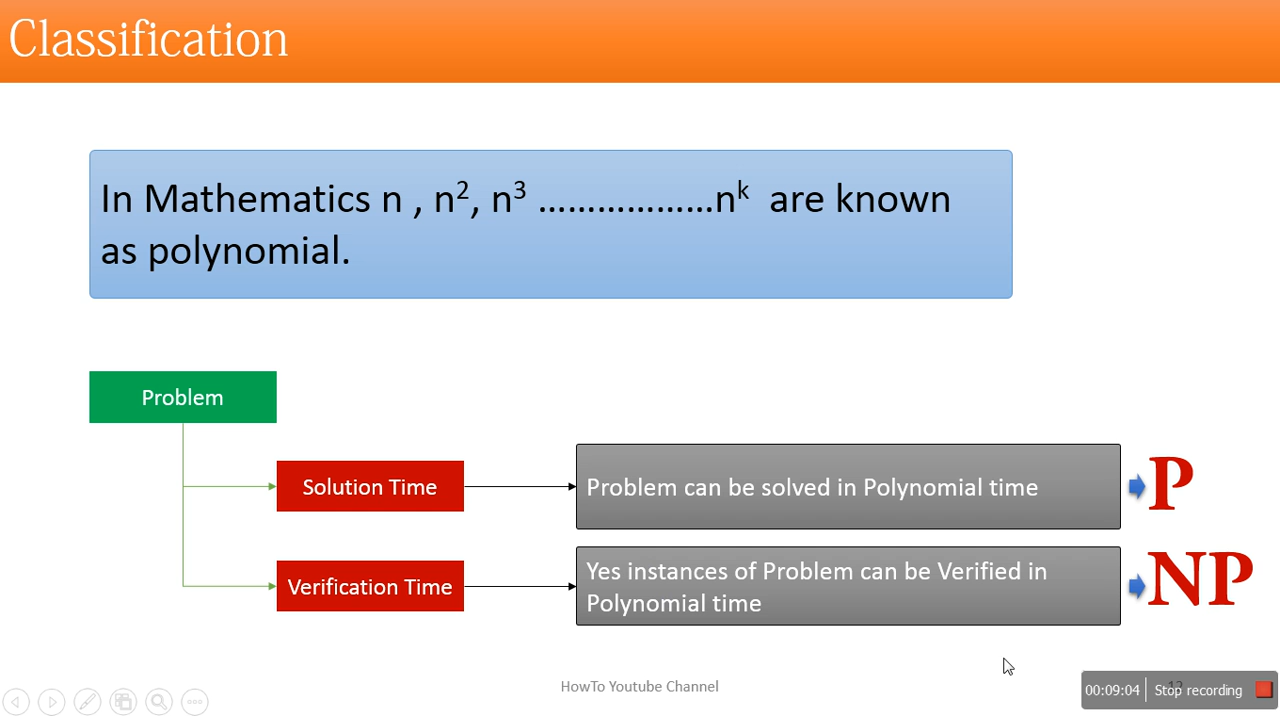 Classification
In Mathematics n , n², n³ ………………nᵏ are known
as polynomial.
Problem
Solution Time
Problem can be solved in Polynomial time
P
Verification Time
Yes instances of Problem can be Verified in
Polynomial time
NP
HowTo Youtube Channel
12
00:09:04
Stop recording